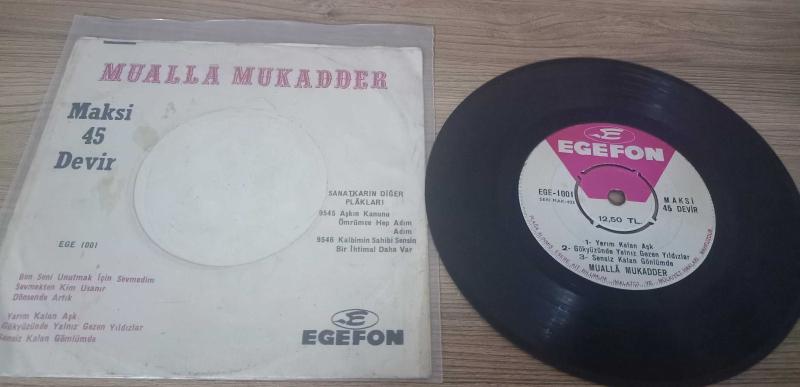 MUALLÂ MUKADDER
Maksi
45
Devir
SANATKARIN DİĞER
PLÂKLARI
9545 Aşkın Kanunu
Ömrümce Hep Adım
Adım
9546 Kalbimin Sahibi Sensin
Bir İhtimal Daha Var
EGE 1001
Ben Seni Unutmak İçin Sevmedim
Sevmekten Kim Usanır
Dönsende Artık
Yarım Kalan Aşk
Gökyüzünde Yalnız Gezen Yıldızlar
Sensiz Kalan Gönlümde
EGEFON
EGEFON
EGE-1001
MAKSİ
45 DEVİR
12,50 TL.
1- Yarım Kalan Aşk
2- Gökyüzünde Yalnız Gezen Yıldızlar
3- Sensiz Kalan Gönlümde
MUALLÂ MUKADDER